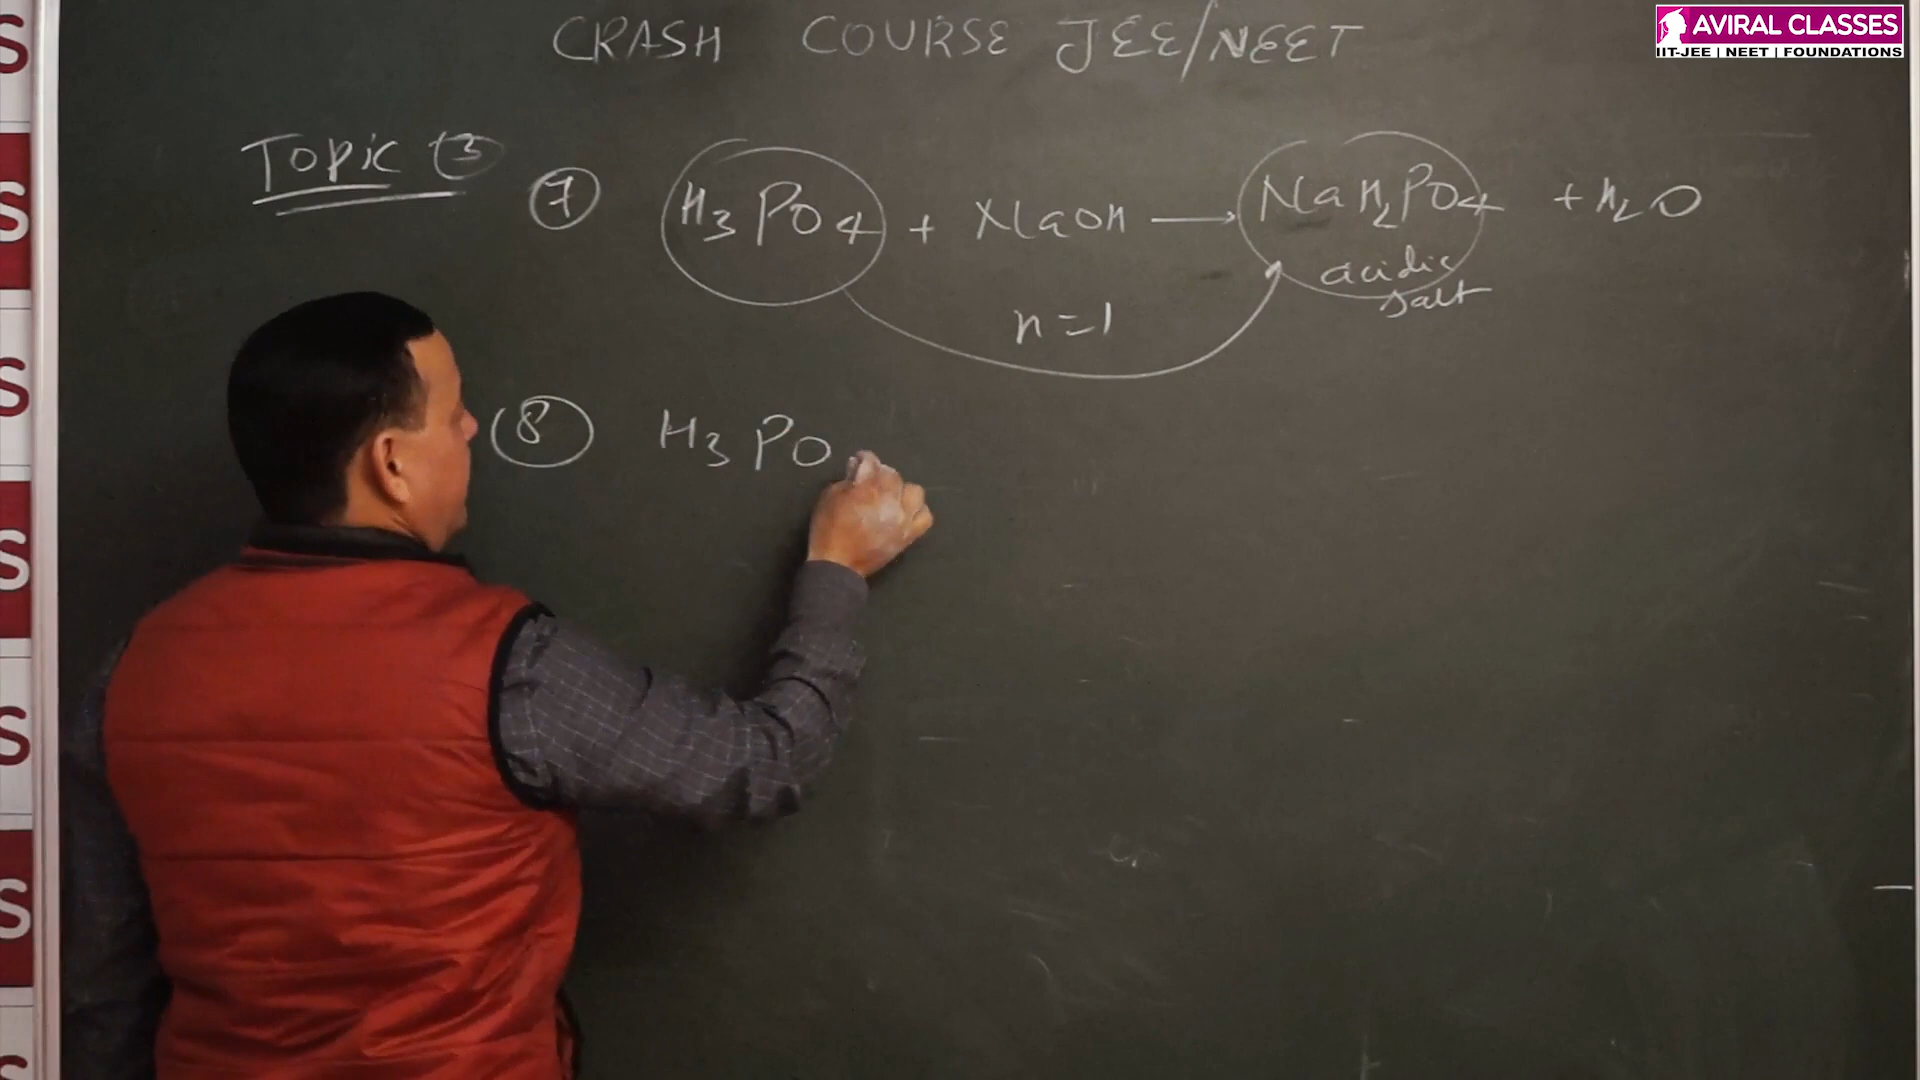 CRASH COURSE JEE/NEET
AVIRAL CLASSES
IIT-JEE | NEET | FOUNDATIONS
Topic ③
⑦ H₃PO₄ + NaOH ⟶ NaH₂PO₄ + H₂O
acidic
salt
n=1
⑧ H₃PO
S
S
S
S
S
S
S